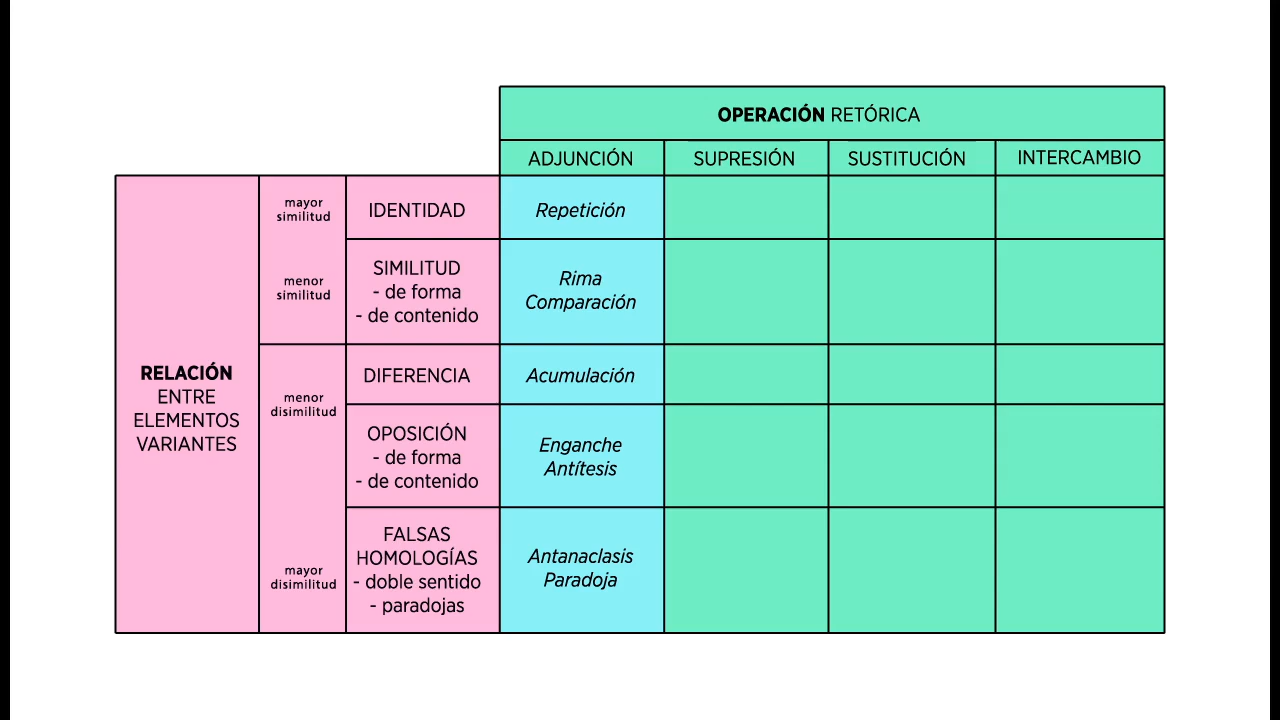 OPERACIÓN RETÓRICA
ADJUNCIÓN
SUPRESIÓN
SUSTITUCIÓN
INTERCAMBIO
RELACIÓN
ENTRE
ELEMENTOS
VARIANTES
mayor
similitud
IDENTIDAD
Repetición
menor
similitud
SIMILITUD
- de forma
- de contenido
Rima
Comparación
menor
disimilitud
DIFERENCIA
Acumulación
OPOSICIÓN
- de forma
- de contenido
Enganche
Antítesis
mayor
disimilitud
FALSAS
HOMOLOGÍAS
- doble sentido
- paradojas
Antanaclasis
Paradoja